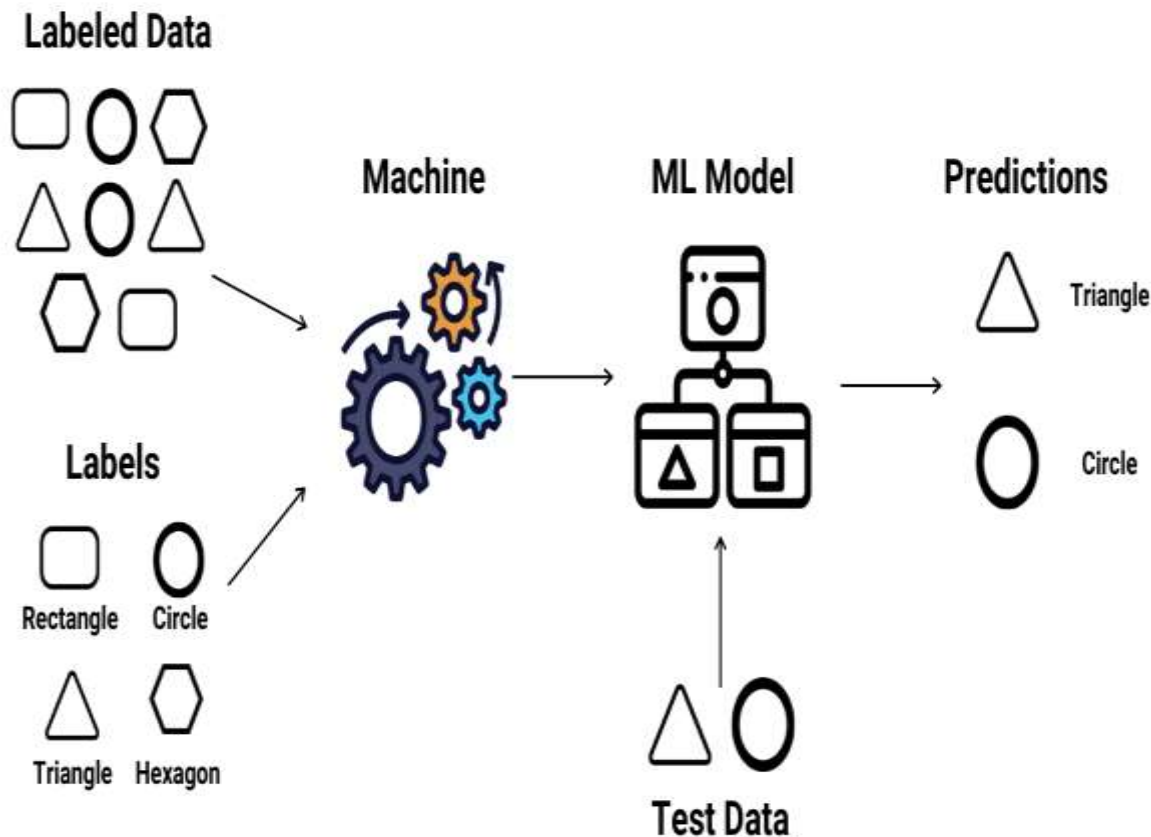 Labeled Data
Machine
ML Model
Predictions
Triangle
Circle
Labels
Rectangle Circle
Triangle Hexagon
Test Data